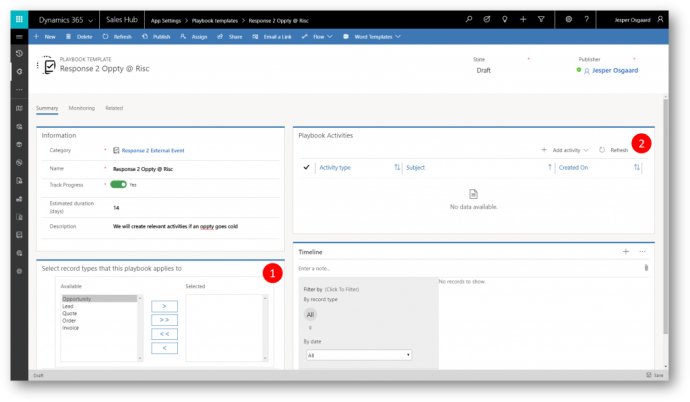 Dynamics 365
Sales Hub
App Settings > Playbook templates > Response 2 Oppty @ Risc
Jesper Osgaard
New
Delete
Refresh
Publish
Assign
Share
Email a Link
Flow
Word Templates
PLAYBOOK TEMPLATE
Response 2 Oppty @ Risc
State
Draft
Publisher
Jesper Osgaard
Summary
Monitoring
Related
Information
Category * Response 2 External Event
Name * Response 2 Oppty @ Risc
Track Progress * Yes
Estimated duration (days)
14
Description We will create relevant activities if an oppty goes cold
Select record types that this playbook applies to
1
Available
Selected
Opportunity
Lead
Quote
Order
Invoice
>
>>
<<
<
Playbook Activities
2
+ Add activity
Refresh
Activity type
Subject
Created On
No data available.
Timeline
Enter a note...
Filter by (Click To Filter)
By record type
All
0
By date
All
No records to show.
Draft
Save